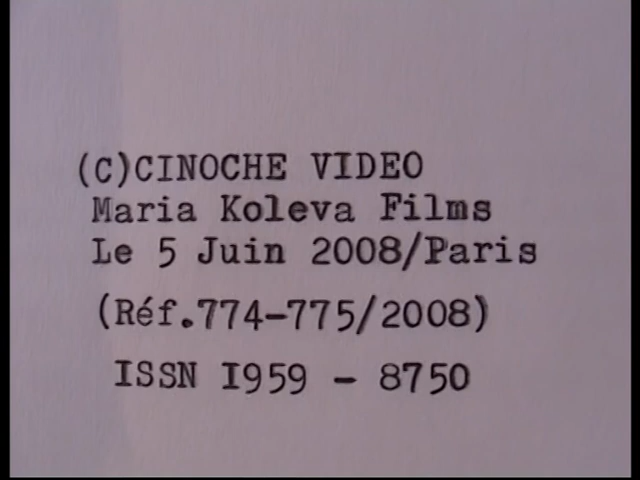 (C)CINOCHE VIDEO
Maria Koleva Films
Le 5 Juin 2008/Paris
(Réf.774-775/2008)
ISSN I959 - 8750